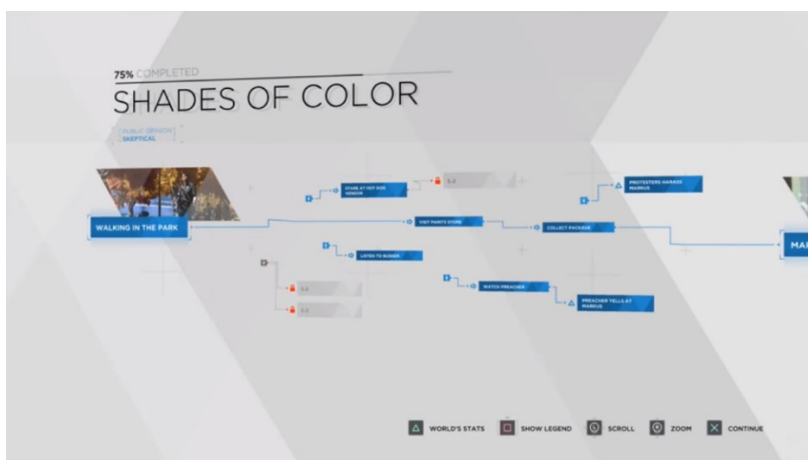 75% COMPLETED
SHADES OF COLOR
PUBLIC OPINION
SKEPTICAL
WALKING IN THE PARK
STARE AT HOT DOG
VENDOR
VISIT PAINTS STORE
COLLECT PACKAGE
PROTESTERS HARASS
MARKUS
LISTEN TO BUSKER
WATCH PREACHER
PREACHER YELLS AT
MARKUS
MAR
WORLD'S STATS
SHOW LEGEND
SCROLL
ZOOM
CONTINUE